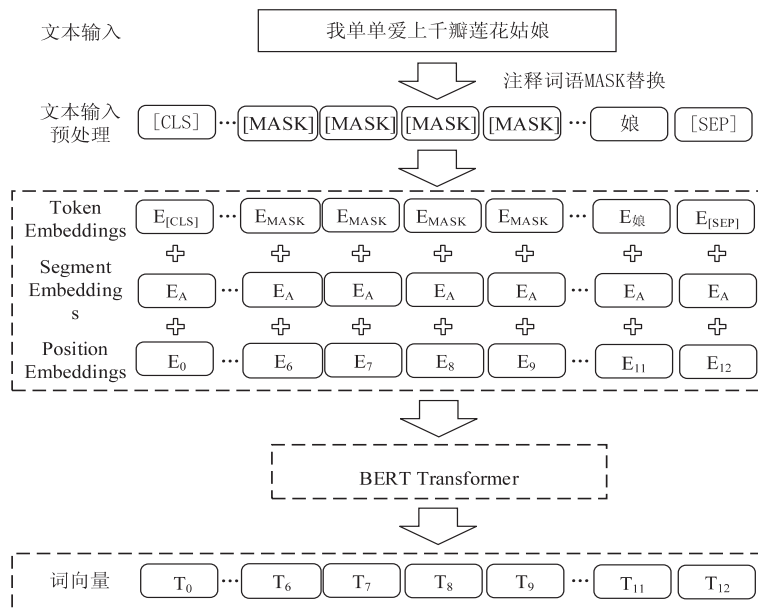 文本输入
我单单爱上千瓣莲花姑娘
注释词语MASK替换
文本输入
预处理
[CLS] … [MASK] [MASK] [MASK] [MASK] … 娘 [SEP]
Token
Embeddings
E[CLS] … EMASK EMASK EMASK EMASK … E娘 E[SEP]
Segment
Embedding
s
EA … EA EA EA EA … EA EA
Position
Embeddings
E0 … E6 E7 E8 E9 … E11 E12
BERT Transformer
词向量
T0 … T6 T7 T8 T9 … T11 T12